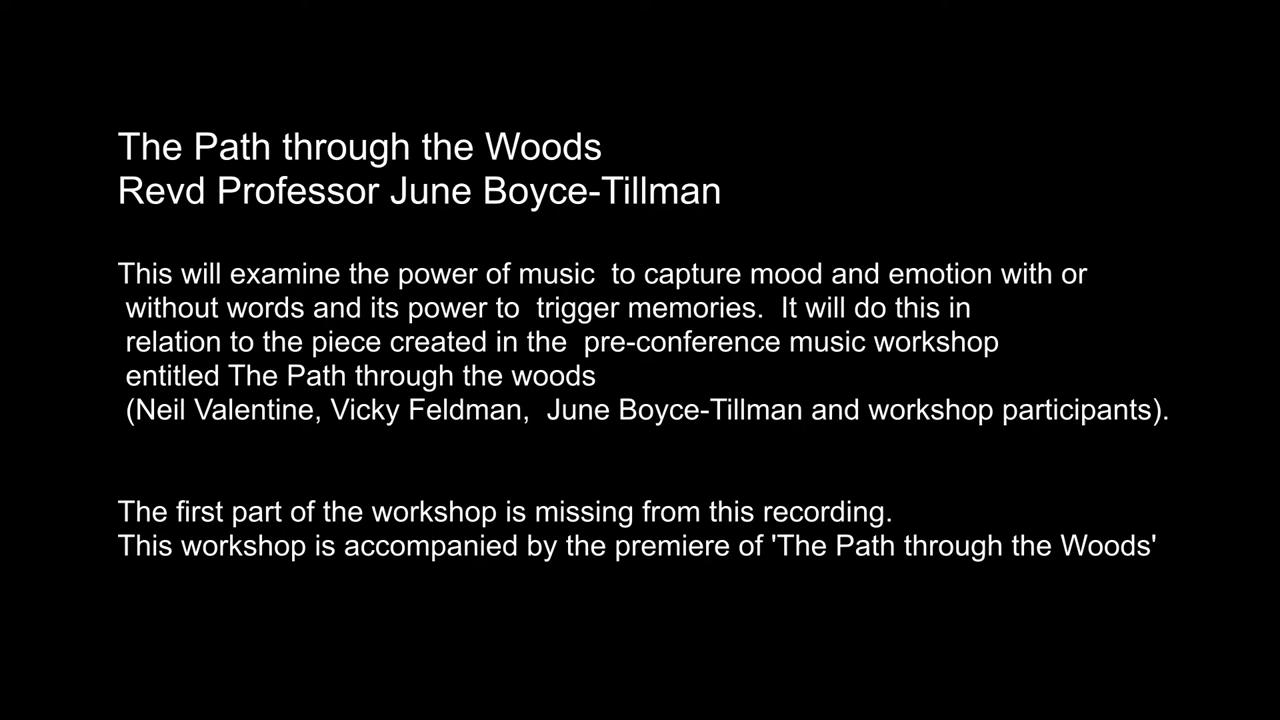 The Path through the Woods
Revd Professor June Boyce-Tillman
This will examine the power of music  to capture mood and emotion with or
without words and its power to  trigger memories.  It will do this in
relation to the piece created in the  pre-conference music workshop
entitled The Path through the woods
(Neil Valentine, Vicky Feldman,  June Boyce-Tillman and workshop participants).
The first part of the workshop is missing from this recording.
This workshop is accompanied by the premiere of 'The Path through the Woods'